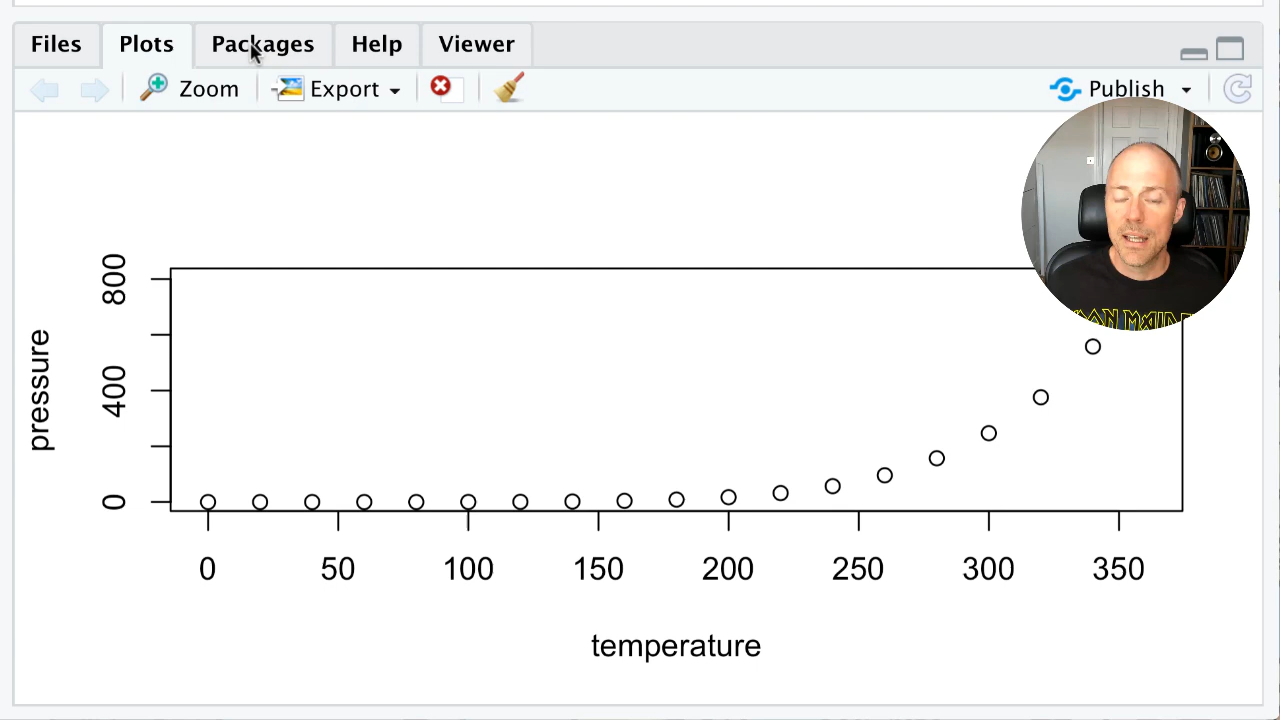 Files Plots Packages Help Viewer
Zoom Export Publish
800
400
0
pressure
0 50 100 150 200 250 300 350
temperature